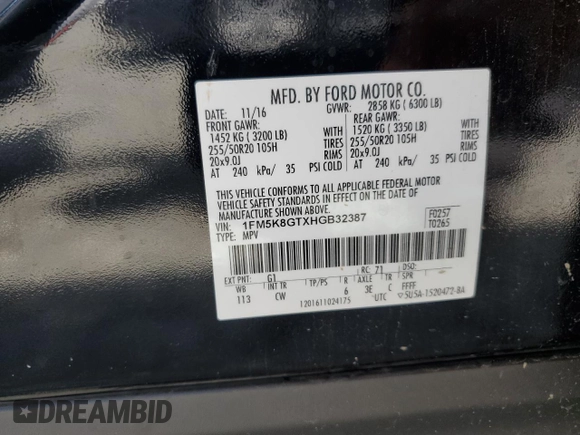 MFD. BY FORD MOTOR CO.
DATE: 11/16 GVWR: 2858 KG ( 6300 LB)
FRONT GAWR: REAR GAWR:
1452 KG ( 3200 LB) WITH 1520 KG ( 3350 LB) WITH
255/50R20 105H TIRES 255/50R20 105H TIRES
20x9.0J RIMS 20x9.0J RIMS
AT 240 kPa/ 35 PSI COLD AT 240 kPa/ 35 PSI COLD
THIS VEHICLE CONFORMS TO ALL APPLICABLE FEDERAL MOTOR
VEHICLE SAFETY STANDARDS IN EFFECT ON THE DATE OF
MANUFACTURE SHOWN ABOVE.
VIN: 1FM5K8GTXHGB32387 F0257
TYPE: MPV T0265
EXT PNT: G1 RC: 71 DSO:
WB INT TR TP/PS R AXLE TR SPR
113 CW 6 3E C FFFF
1201611024175 UTC ▽5U5A-1520472-BA
DREAMBID